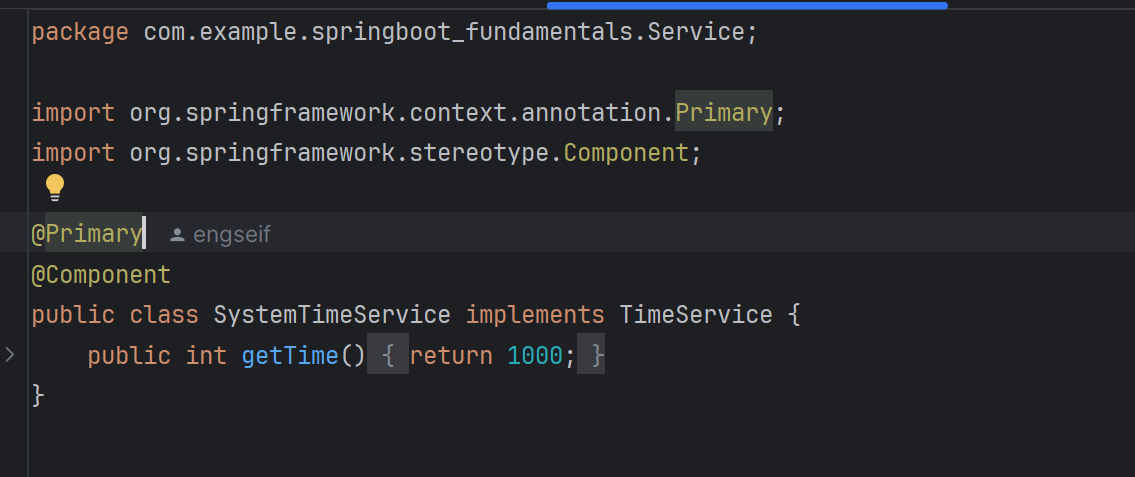 package com.example.springboot_fundamentals.Service;
import org.springframework.context.annotation.Primary;
import org.springframework.stereotype.Component;
@Primary engseif
@Component
public class SystemTimeService implements TimeService {
public int getTime() { return 1000; }
}